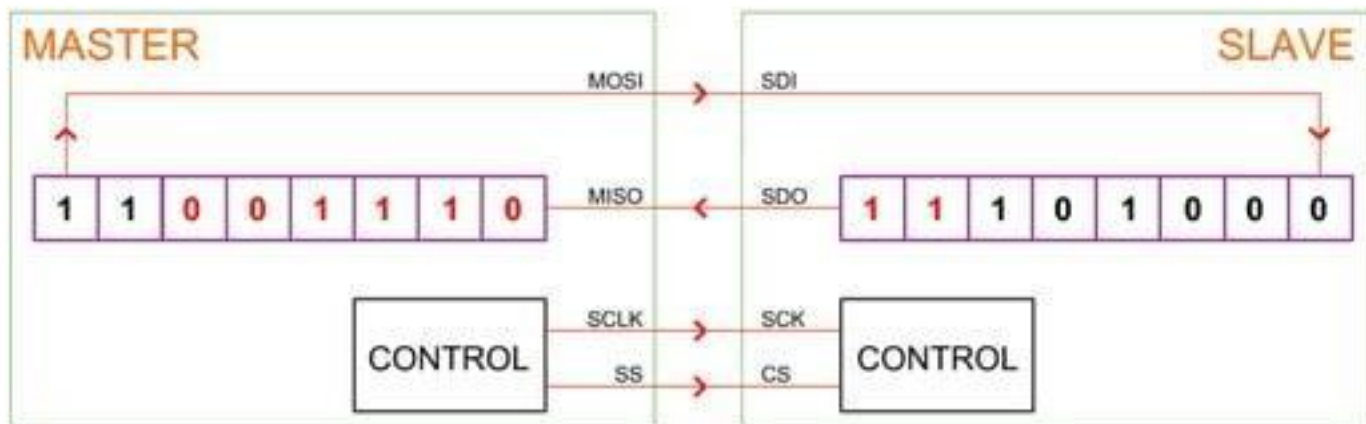 MASTER SLAVE
MOSI SDI
1 1 0 0 1 1 1 0 MISO SDO 1 1 1 0 1 0 0 0
SCLK SCK
CONTROL CONTROL
SS CS